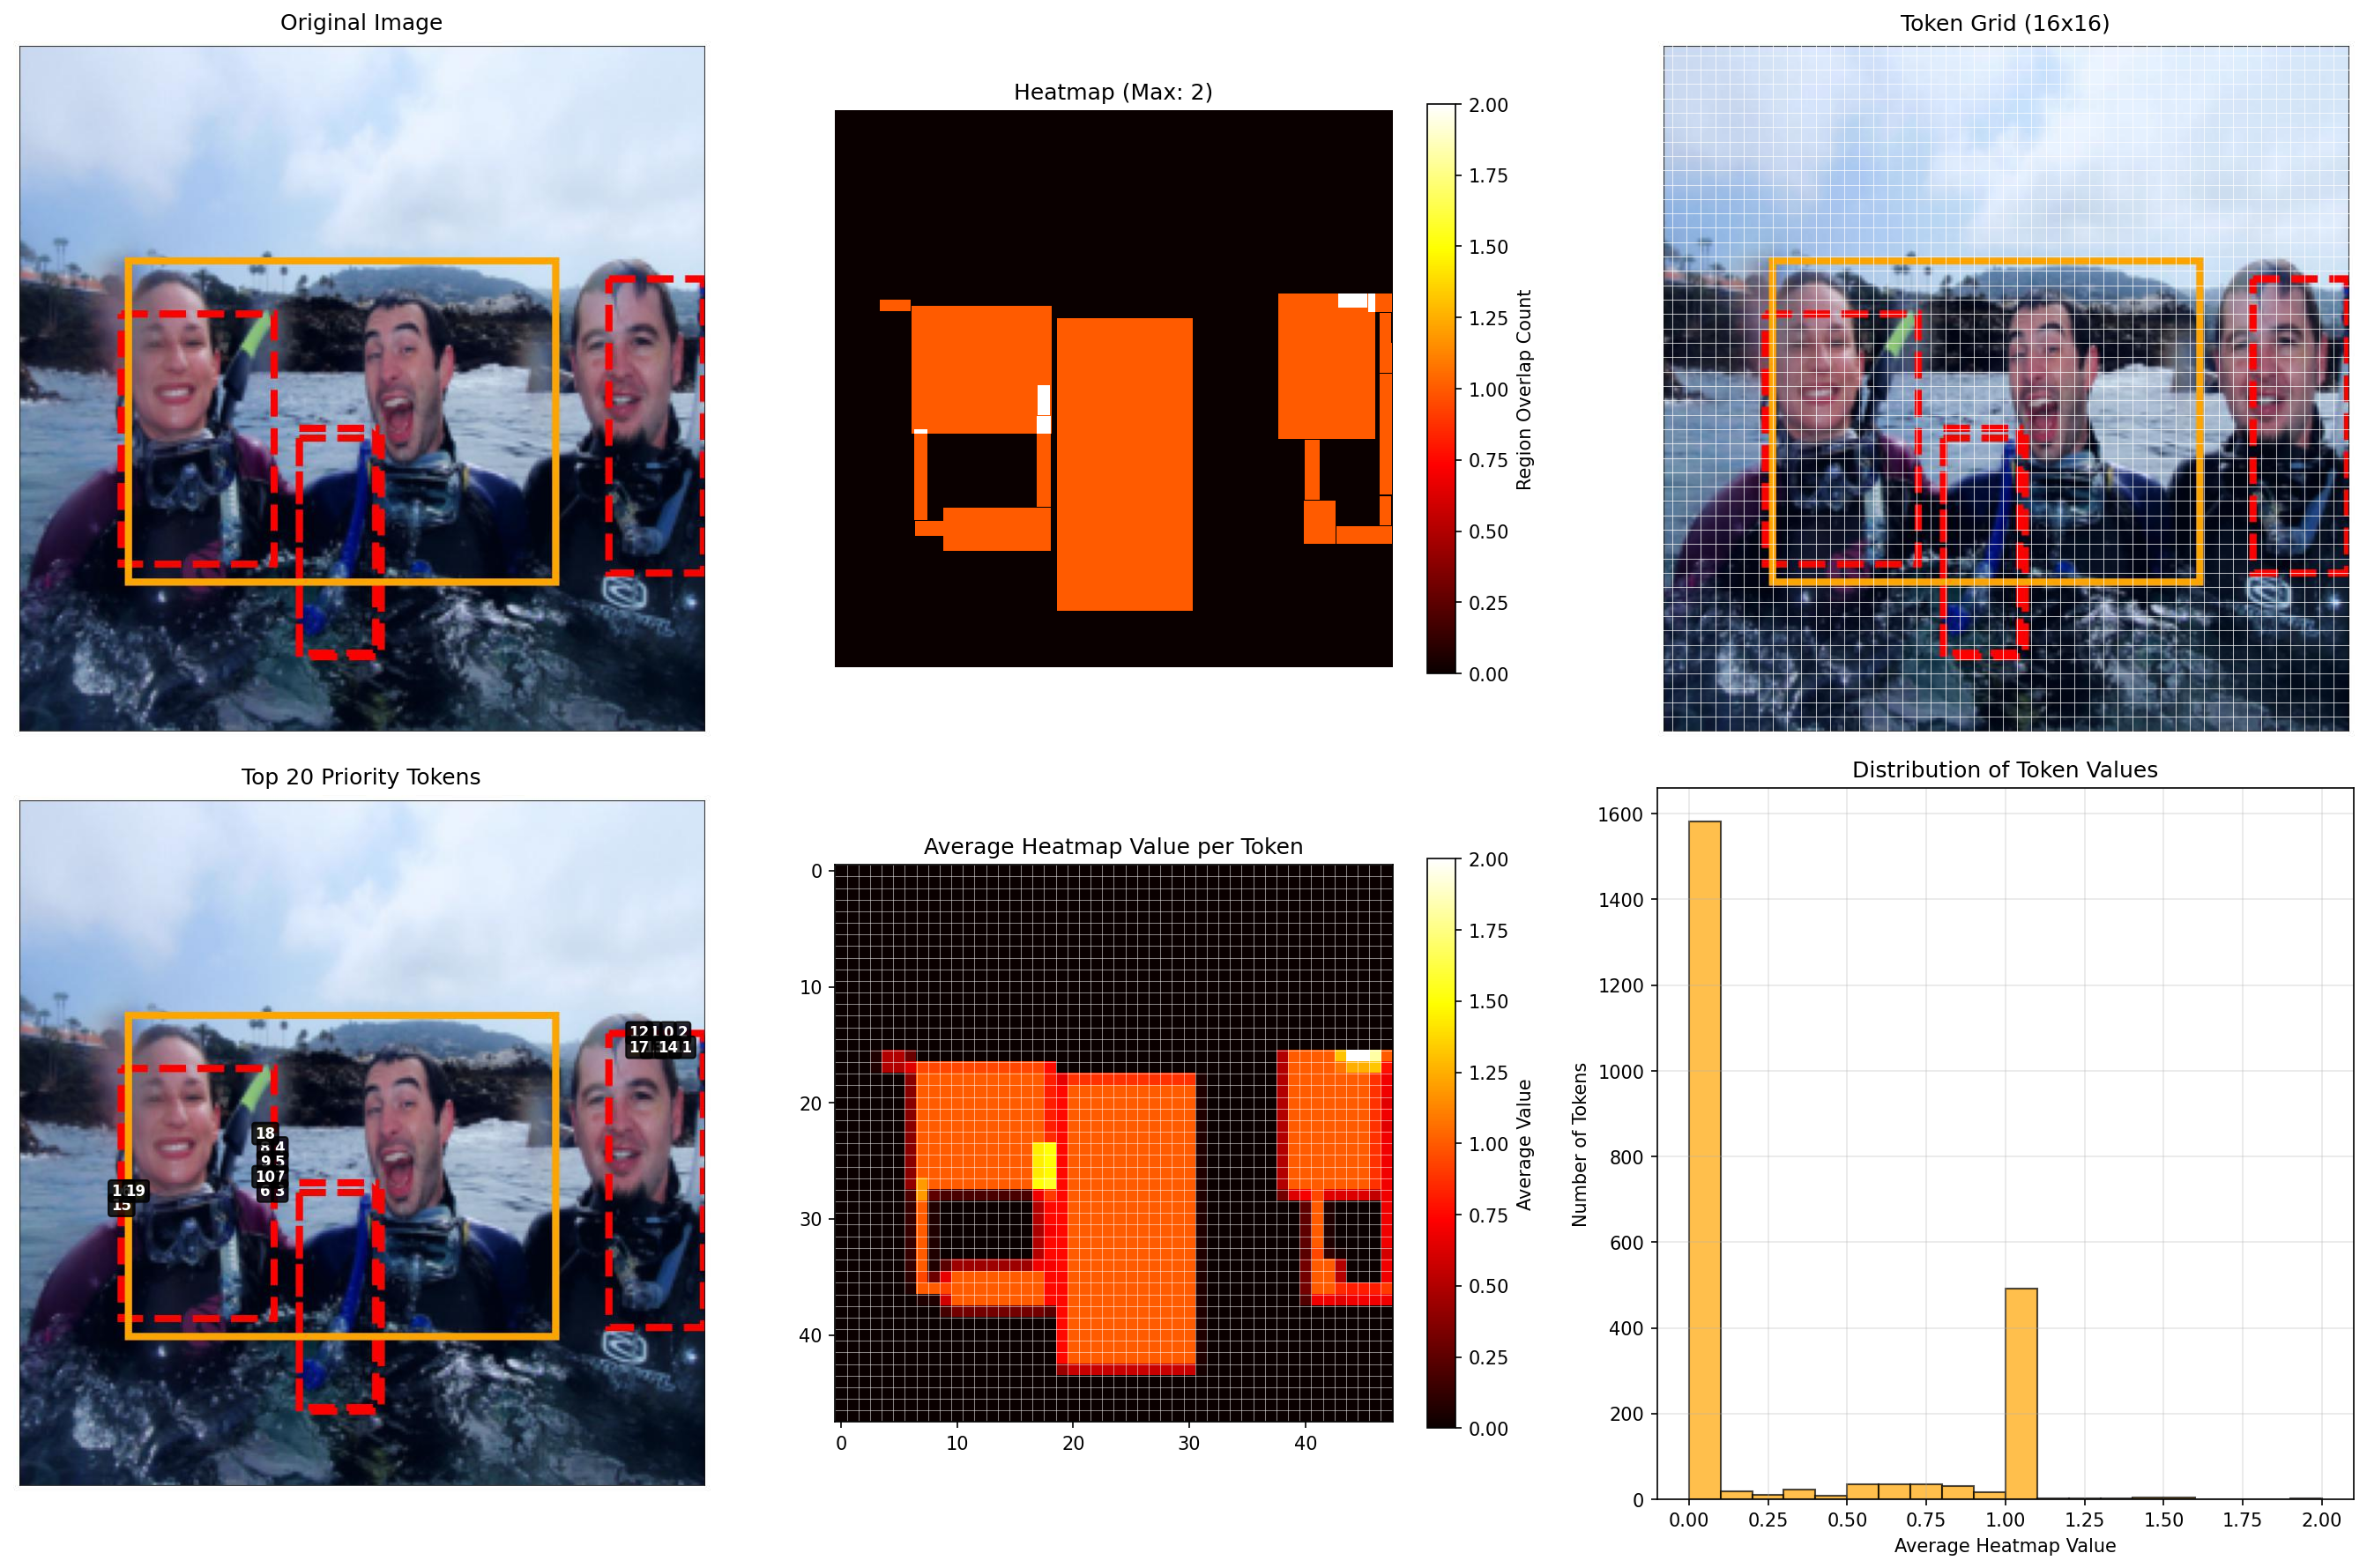 Original Image
Heatmap (Max: 2)
2.00
1.75
1.50
1.25
1.00
0.75
0.50
0.25
0.00
Region Overlap Count
Token Grid (16x16)
Top 20 Priority Tokens
12 1 0 2
17 14 1
18
8 4
9 5
10 7
6 3
1 19
15
Average Heatmap Value per Token
0
10
20
30
40
0 10 20 30 40
2.00
1.75
1.50
1.25
1.00
0.75
0.50
0.25
0.00
Average Value
Distribution of Token Values
1600
1400
1200
1000
800
600
400
200
0
Number of Tokens
0.00 0.25 0.50 0.75 1.00 1.25 1.50 1.75 2.00
Average Heatmap Value